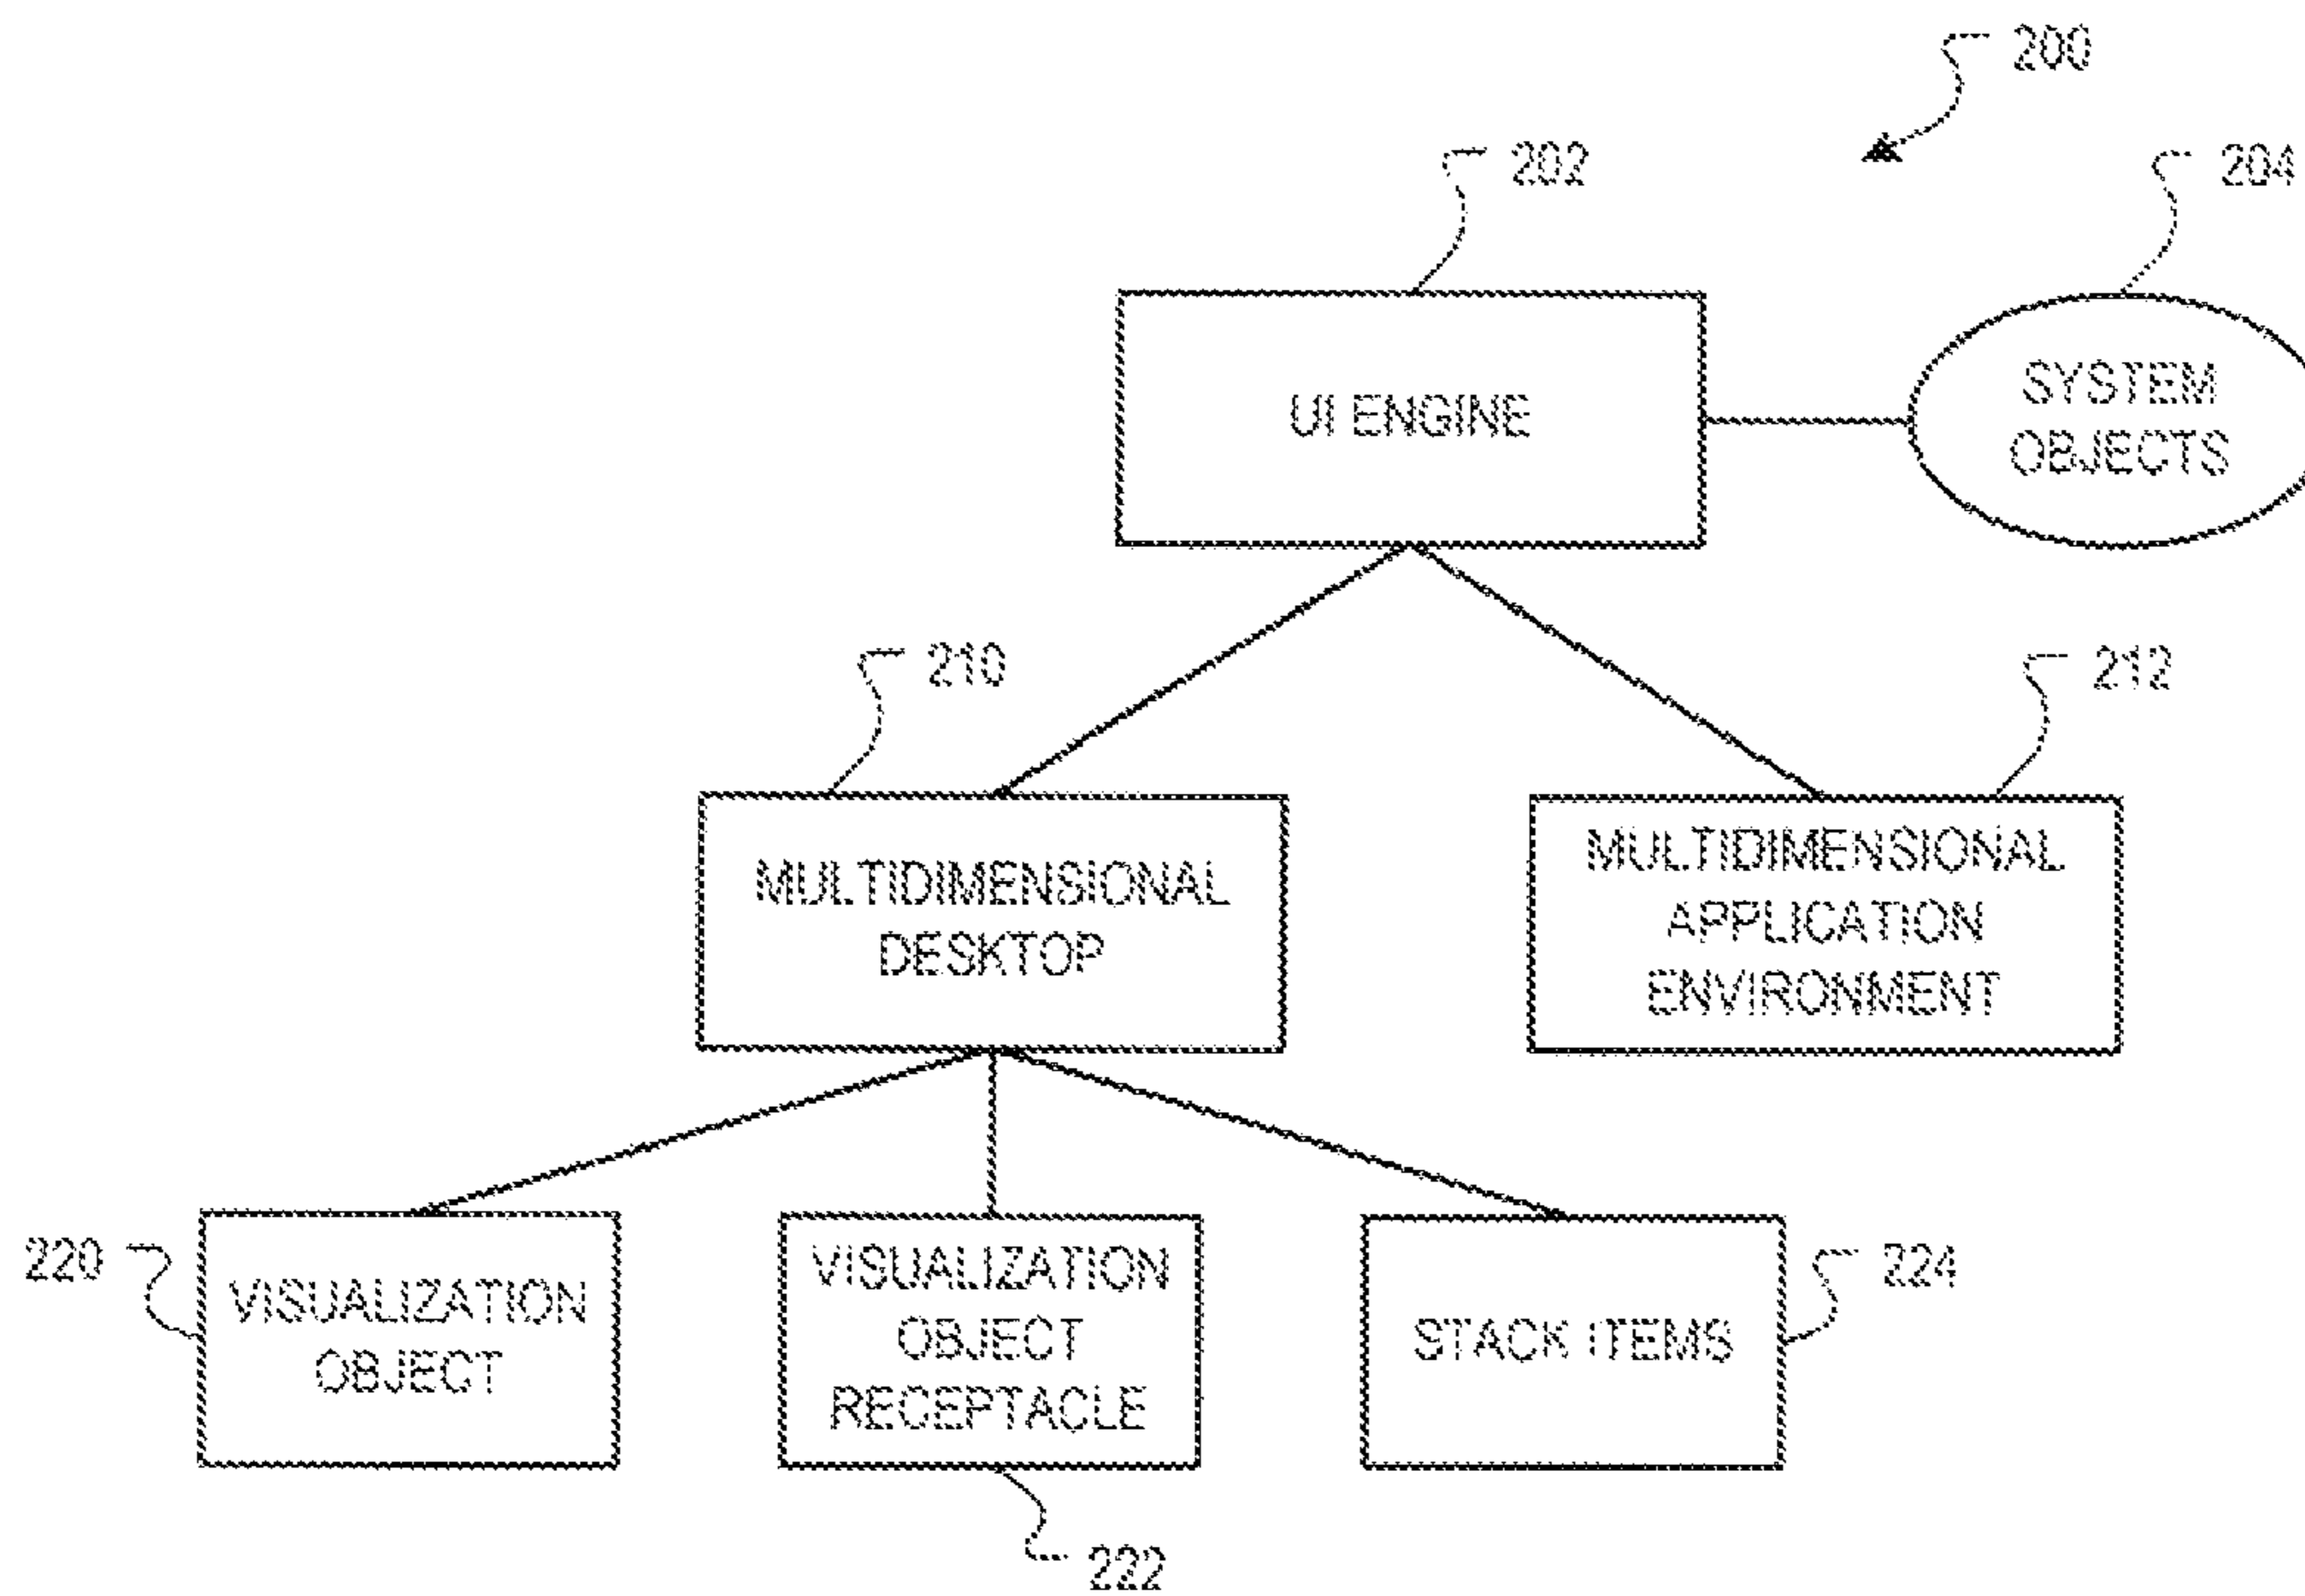 200
202
204
UI ENGINE
SYSTEM
OBJECTS
210
212
MULTIDIMENSIONAL
DESKTOP
MULTIDIMENSIONAL
APPLICATION
ENVIRONMENT
220
VISUALIZATION
OBJECT
VISUALIZATION
OBJECT
RECEPTACLE
STACK ITEMS
224
222